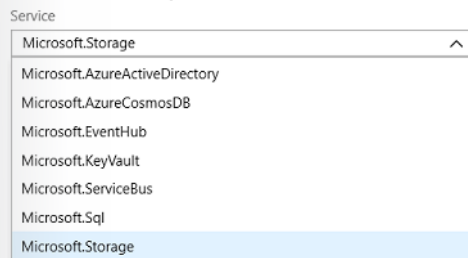 Service
Microsoft.Storage
Microsoft.AzureActiveDirectory
Microsoft.AzureCosmosDB
Microsoft.EventHub
Microsoft.KeyVault
Microsoft.ServiceBus
Microsoft.Sql
Microsoft.Storage